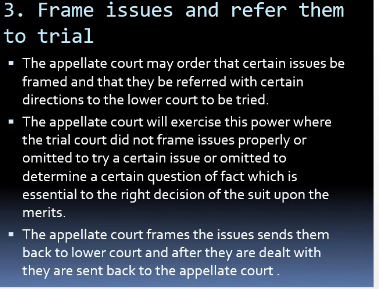 3. Frame issues and refer them
to trial
▪ The appellate court may order that certain issues be
framed and that they be referred with certain
directions to the lower court to be tried.
▪ The appellate court will exercise this power where
the trial court did not frame issues properly or
omitted to try a certain issue or omitted to
determine a certain question of fact which is
essential to the right decision of the suit upon the
merits.
▪ The appellate court frames the issues sends them
back to lower court and after they are dealt with
they are sent back to the appellate court .